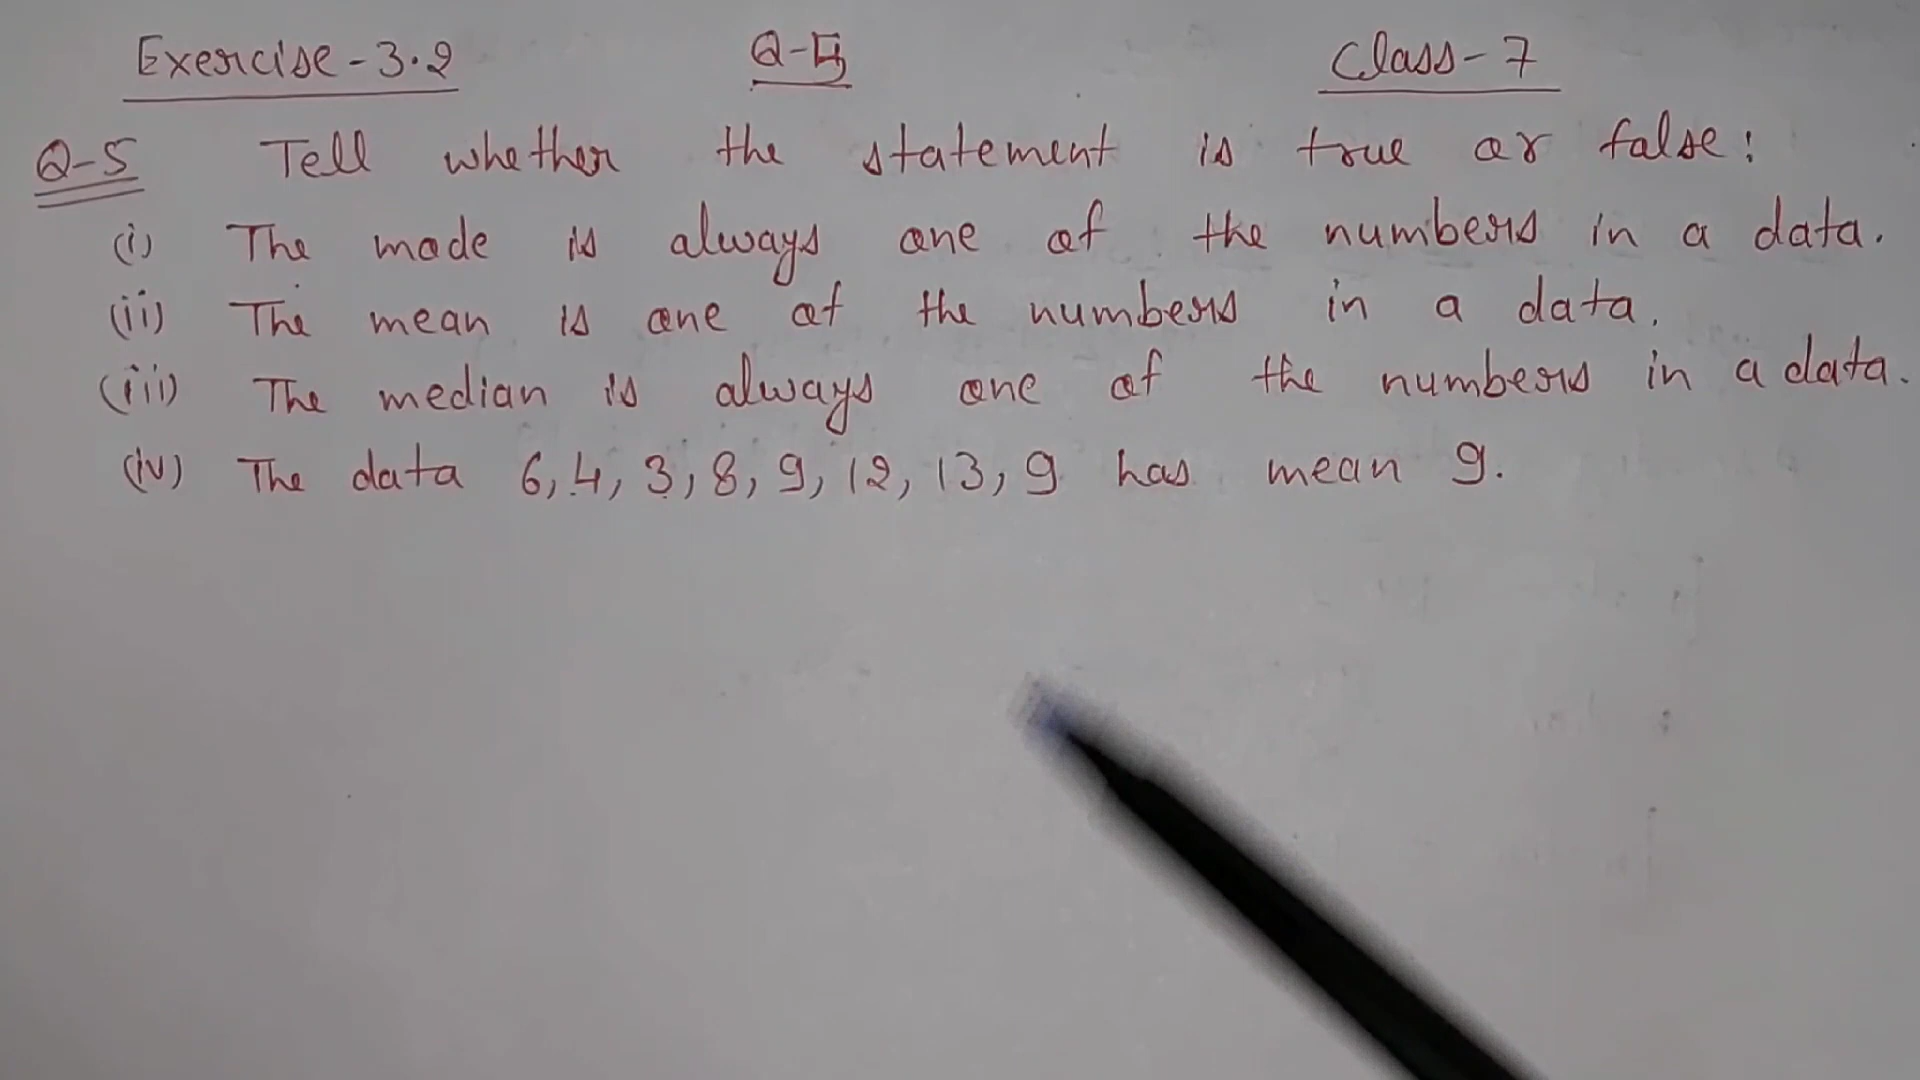 Exercise - 3.2 Q-5 Class-7
Q-5 Tell whether the statement is true or false:
(i) The mode is always one of the numbers in a data.
(ii) The mean is one of the numbers in a data.
(iii) The median is always one of the numbers in a data.
(iv) The data 6, 4, 3, 8, 9, 12, 13, 9 has mean 9.